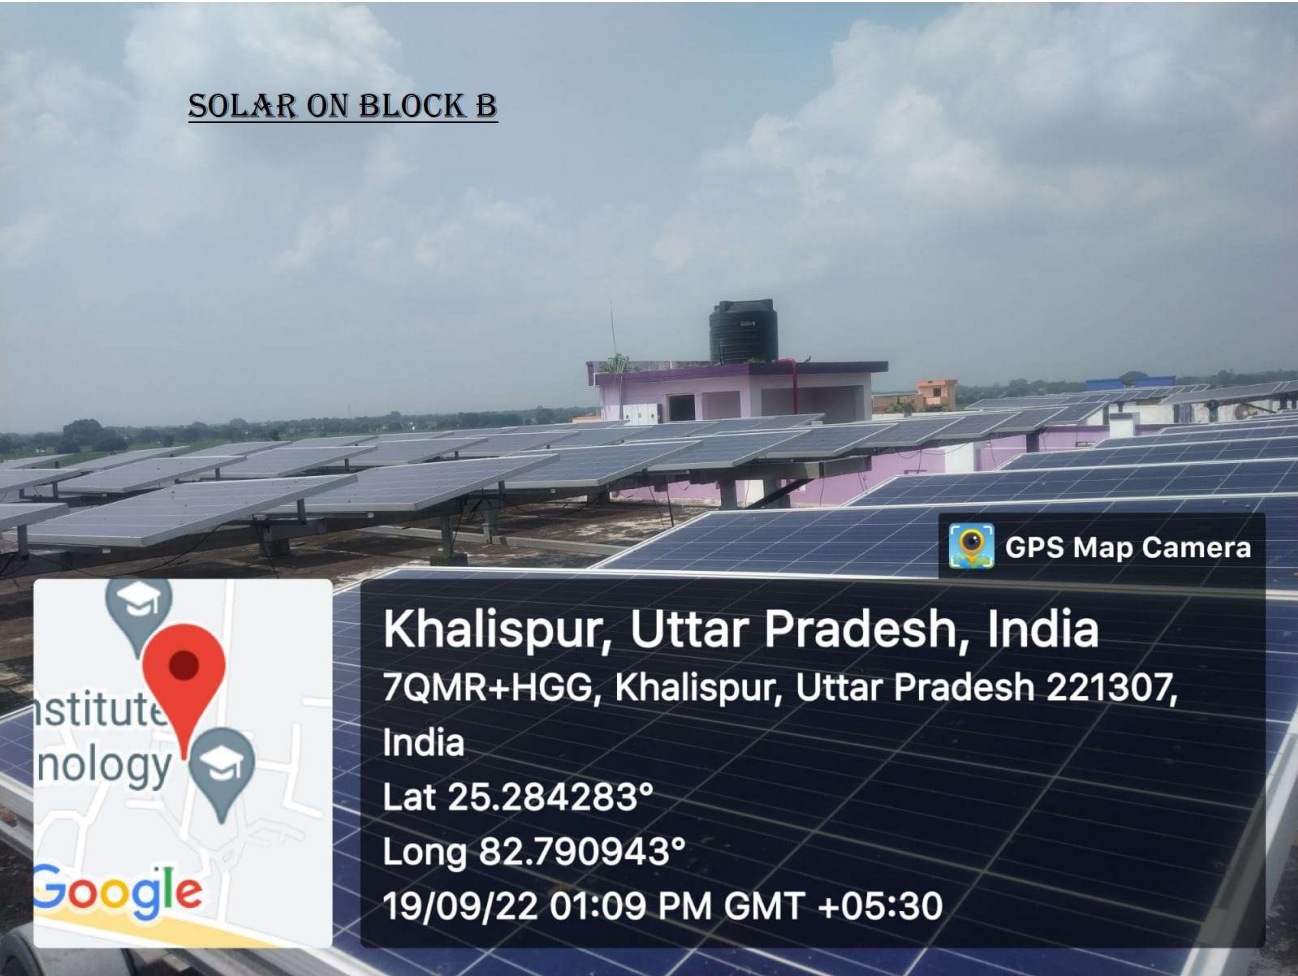 SOLAR ON BLOCK B
GPS Map Camera
Khalispur, Uttar Pradesh, India
7QMR+HGG, Khalispur, Uttar Pradesh 221307,
India
Lat 25.284283°
Long 82.790943°
19/09/22 01:09 PM GMT +05:30
nstitute
nology
Google